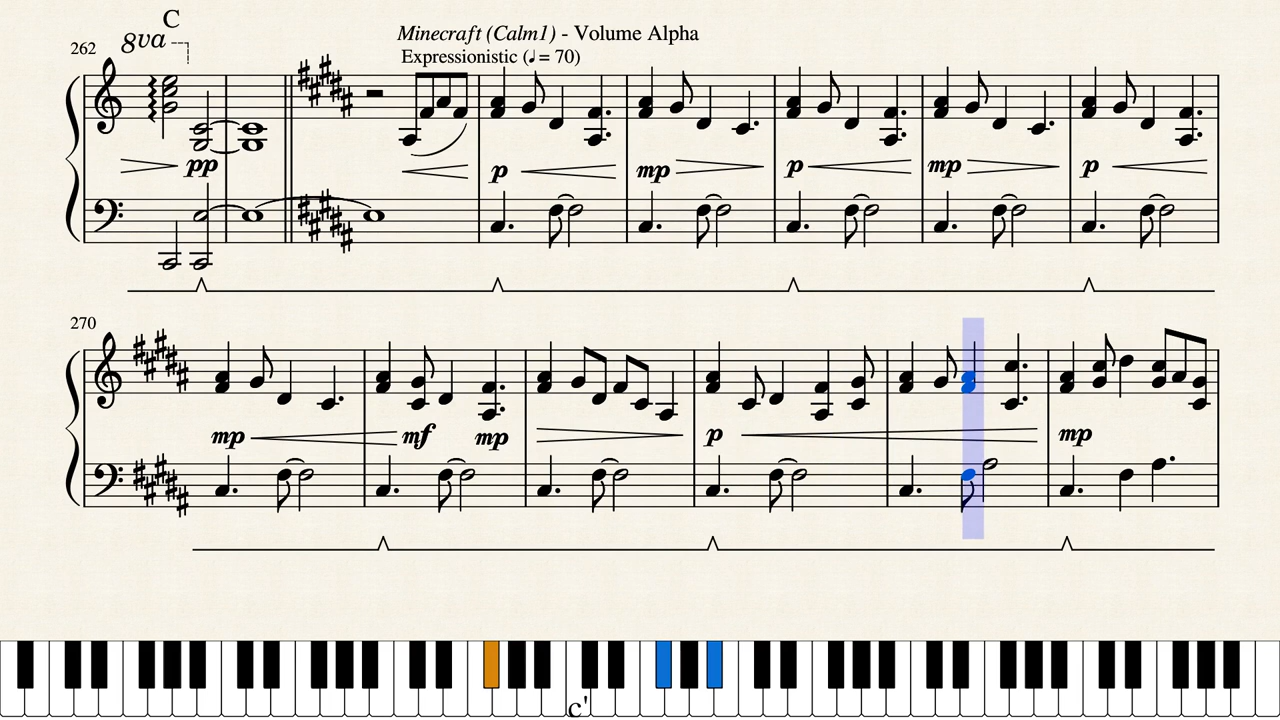 C
8va
262
Minecraft (Calm1) - Volume Alpha
Expressionistic (♩ = 70)
pp p mp p mp p
270
mp mf mp p mp
c'